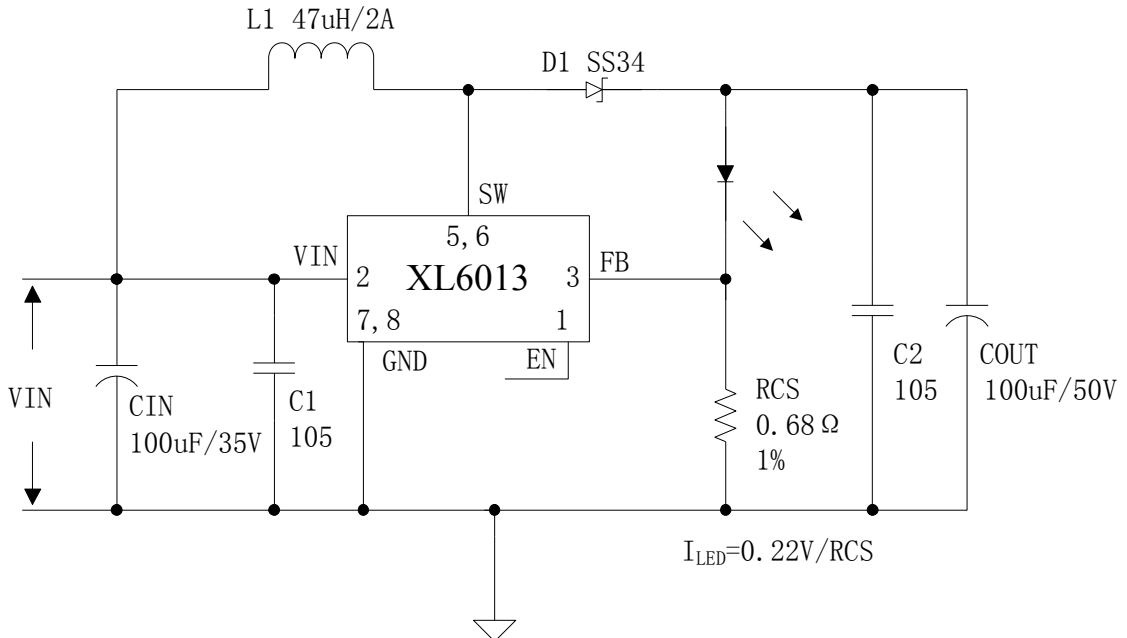 L1 47uH/2A
D1 SS34
SW
5,6
VIN
2
XL6013
3
FB
7,8
1
GND
EN
VIN
CIN
100uF/35V
C1
105
RCS
0.68Ω
1%
C2
105
COUT
100uF/50V
ILED=0.22V/RCS